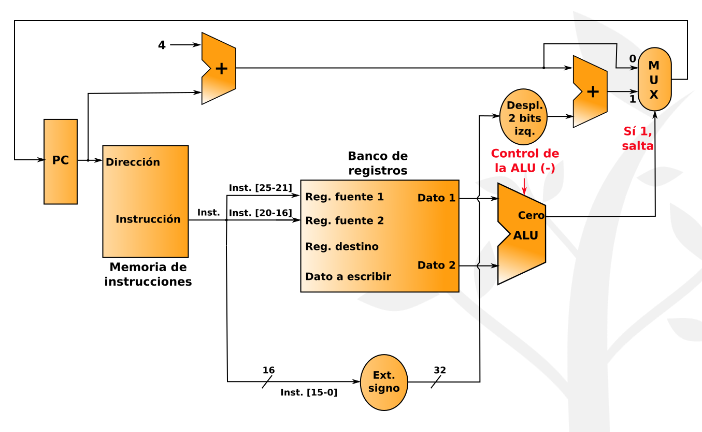 4
+
0
M
U
X
1
+
Despl.
2 bits
izq.
Sí 1,
salta
Control de
la ALU (-)
PC
Dirección
Instrucción
Memoria de
instrucciones
Banco de
registros
Inst.
Inst. [25-21]
Inst. [20-16]
Reg. fuente 1
Reg. fuente 2
Reg. destino
Dato a escribir
Dato 1
Dato 2
Cero
ALU
16
Inst. [15-0]
Ext.
signo
32